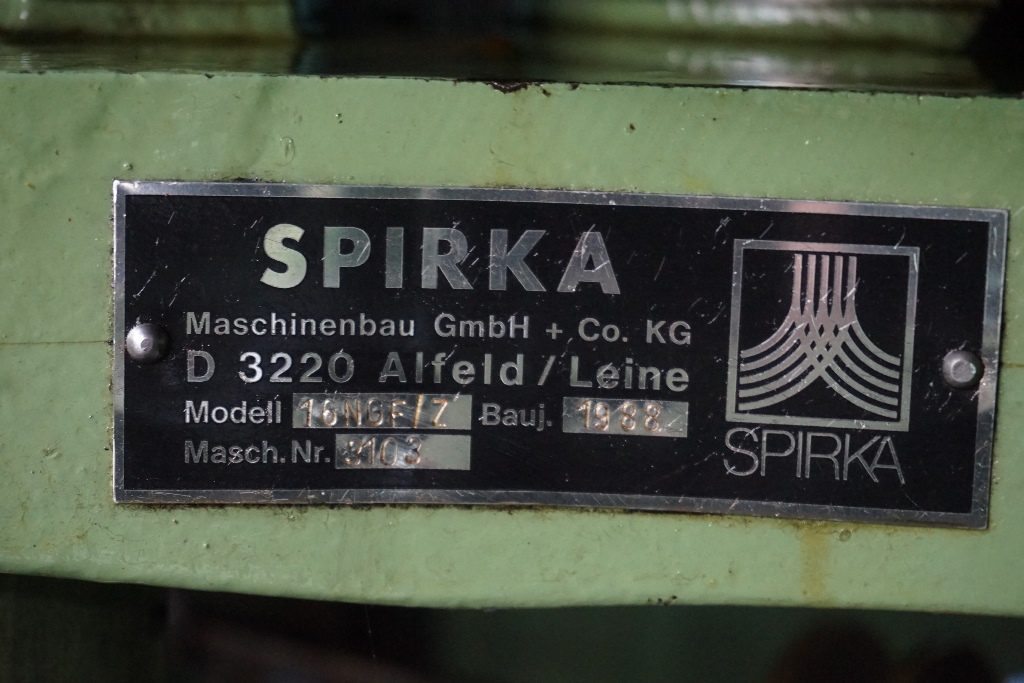 SPIRKA
Maschinenbau GmbH + Co. KG
D 3220 Alfeld / Leine
Modell 16NGF/Z Bauj. 1988
Masch. Nr.
SPIRKA